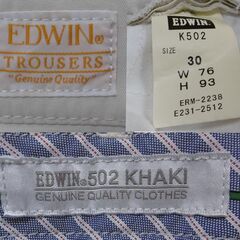 EDWIN®
TROUSERS
"Genuine Quality"
EDWIN
K502
SIZE
30
W 76
H 93
ERM-2238
E231-2512
EDWIN® 502 KHAKI
GENUINE QUALITY CLOTHES